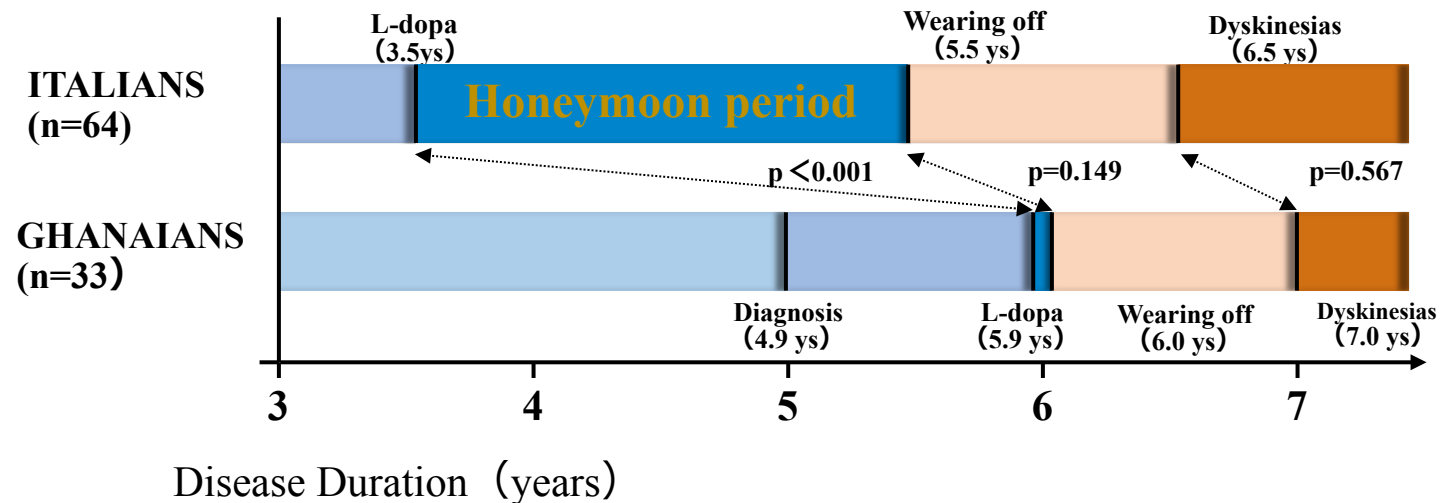 L-dopa
（3.5ys）
Wearing off
（5.5 ys）
Dyskinesias
（6.5 ys）
ITALIANS
(n=64)
Honeymoon period
p＜0.001
p=0.149
p=0.567
GHANAIANS
(n=33）
Diagnosis
（4.9 ys）
L-dopa
（5.9 ys）
Wearing off
（6.0 ys）
Dyskinesias
（7.0 ys）
3
4
5
6
7
Disease Duration（years）